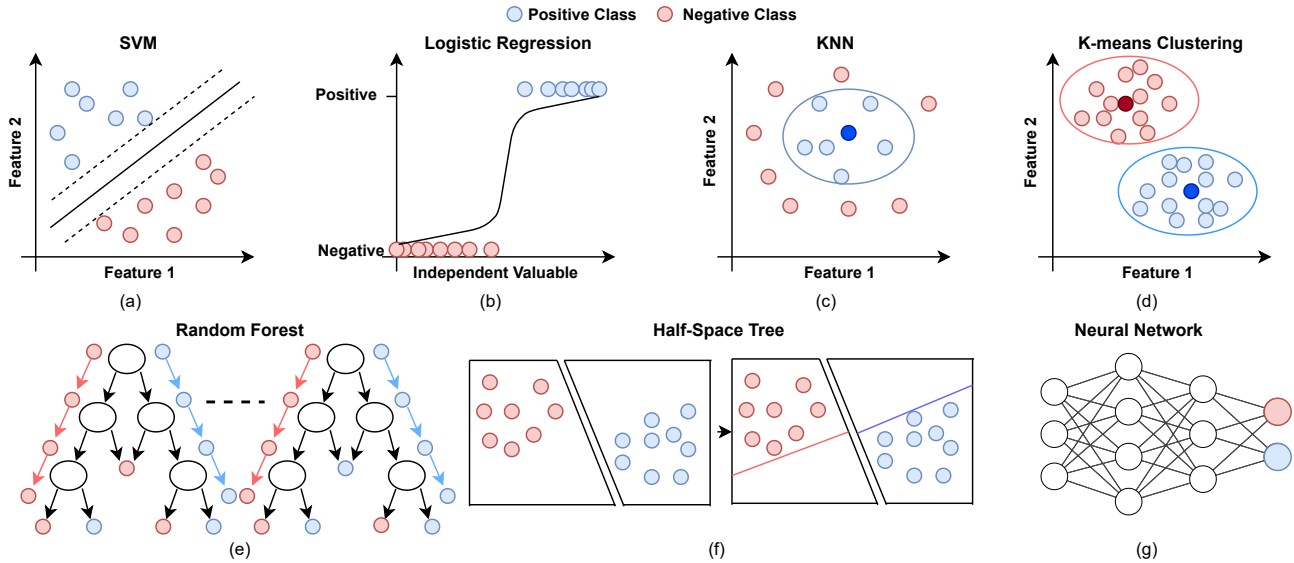 Positive Class Negative Class
SVM
Feature 2
Feature 1
(a)
Logistic Regression
Positive
Negative
Independent Valuable
(b)
KNN
Feature 2
Feature 1
(c)
K-means Clustering
Feature 2
Feature 1
(d)
Random Forest
(e)
Half-Space Tree
(f)
Neural Network
(g)